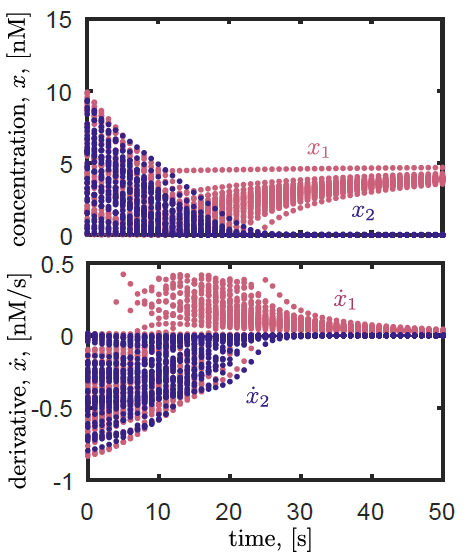 15
10
5
0
concentration, x, [nM]
x₁
x₂
0.5
0
-0.5
-1
derivative, ẋ, [nM/s]
ẋ₁
ẋ₂
0 10 20 30 40 50
time, [s]